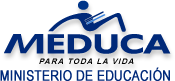 MEDUCA
PARA TODA LA VIDA
MINISTERIO DE EDUCACIÓN